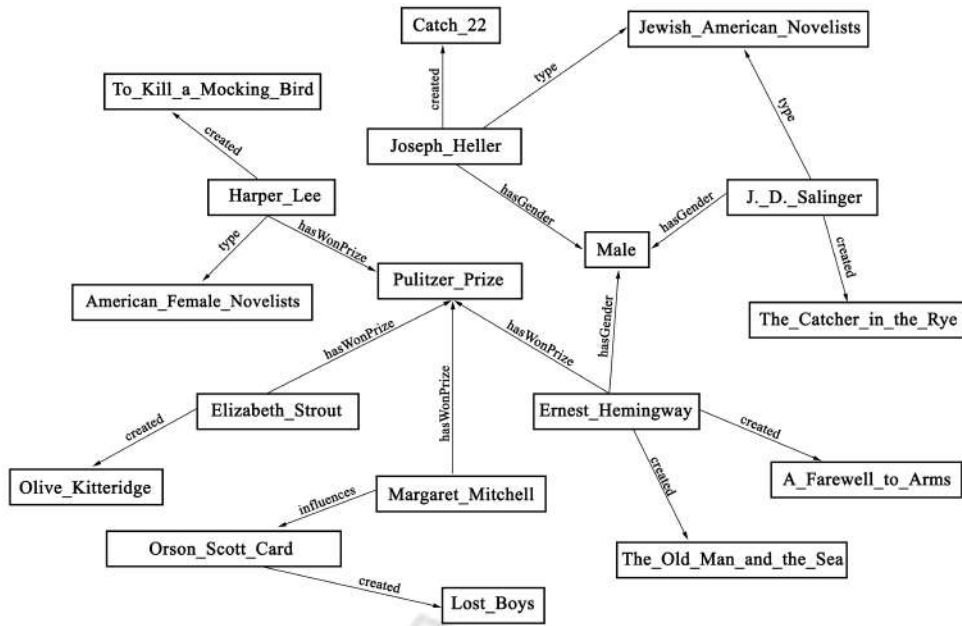 Catch_22
Jewish_American_Novelists
created
type
To_Kill_a_Mocking_Bird
type
created
Joseph_Heller
Harper_Lee
hasGender
hasGender
J._D._Salinger
type
hasWonPrize
Male
created
Pulitzer_Prize
American_Female_Novelists
The_Catcher_in_the_Rye
hasWonPrize
hasWonPrize
hasGender
hasWonPrize
Elizabeth_Strout
Ernest_Hemingway
created
created
Olive_Kitteridge
influences
Margaret_Mitchell
created
A_Farewell_to_Arms
Orson_Scott_Card
The_Old_Man_and_the_Sea
created
Lost_Boys